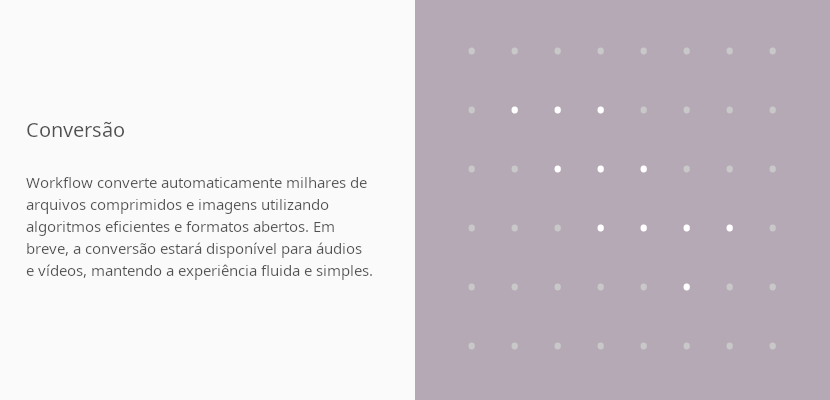 Conversão
Workflow converte automaticamente milhares de
arquivos comprimidos e imagens utilizando
algoritmos eficientes e formatos abertos. Em
breve, a conversão estará disponível para áudios
e vídeos, mantendo a experiência fluida e simples.